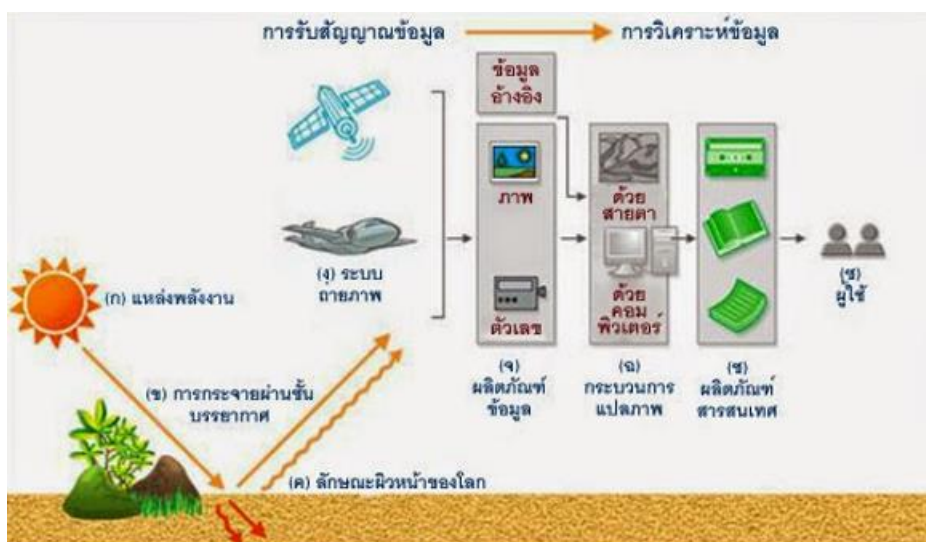 การรับสัญญาณข้อมูล
การวิเคราะห์ข้อมูล
ข้อมูล
อ้างอิง
ภาพ
ตัวเลข
ด้วย
สายตา
ด้วย
คอม
พิวเตอร์
(ง) ระบบ
ถ่ายภาพ
(ก) แหล่งพลังงาน
(ข) การกระจายผ่านชั้น
บรรยากาศ
(ค) ลักษณะผิวหน้าของโลก
(จ)
ผลิตภัณฑ์
ข้อมูล
(ฉ)
กระบวนการ
แปลภาพ
(ช)
ผลิตภัณฑ์
สารสนเทศ
(ซ)
ผู้ใช้